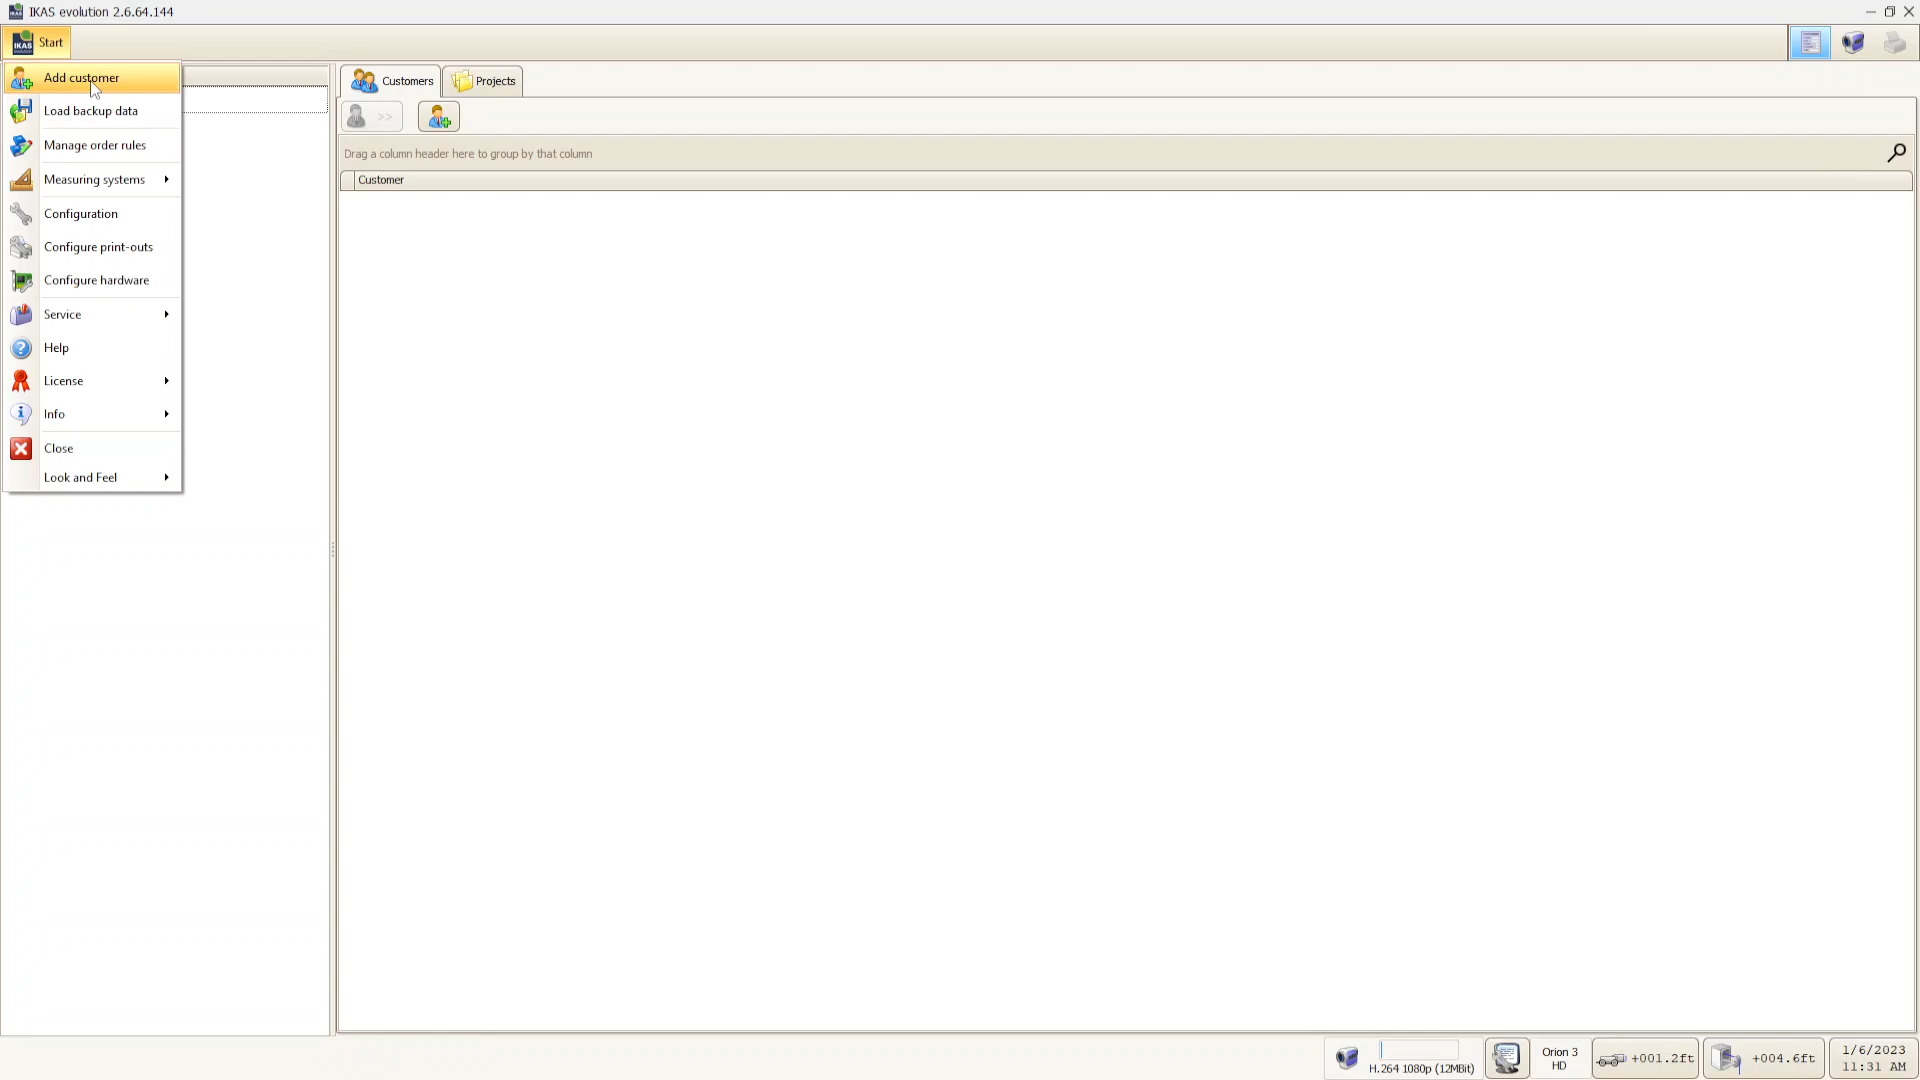 IKAS evolution 2.6.64.144
IKAS Start
Add customer
Load backup data
Manage order rules
Measuring systems
Configuration
Configure print-outs
Configure hardware
Service
Help
License
Info
Close
Look and Feel
Customers
Projects
>>
Drag a column header here to group by that column
Customer
H.264 1080p (12MBit)
Orion 3
HD
+001.2ft
+004.6ft
1/6/2023
11:31 AM